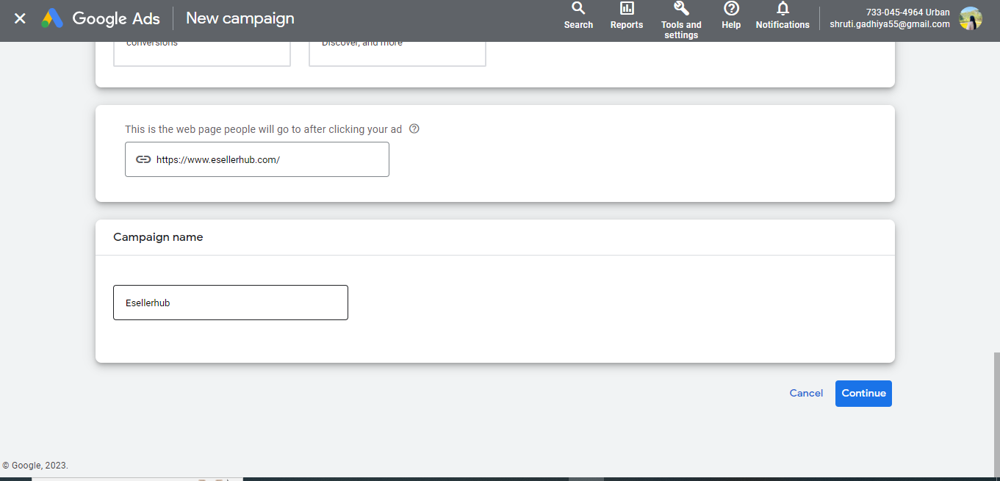 Google Ads
New campaign
Search
Reports
Tools and
settings
Help
Notifications
733-045-4964 Urban
shruti.gadhiya55@gmail.com
conversions
Discover, and more
This is the web page people will go to after clicking your ad
https://www.esellerhub.com/
Campaign name
Esellerhub
Cancel
Continue
© Google, 2023.